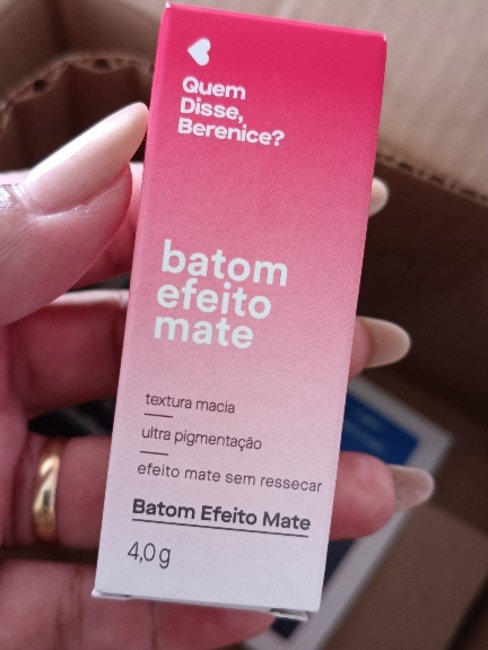 Quem
Disse,
Berenice?
batom
efeito
mate
textura macia
ultra pigmentação
efeito mate sem ressecar
Batom Efeito Mate
4,0g